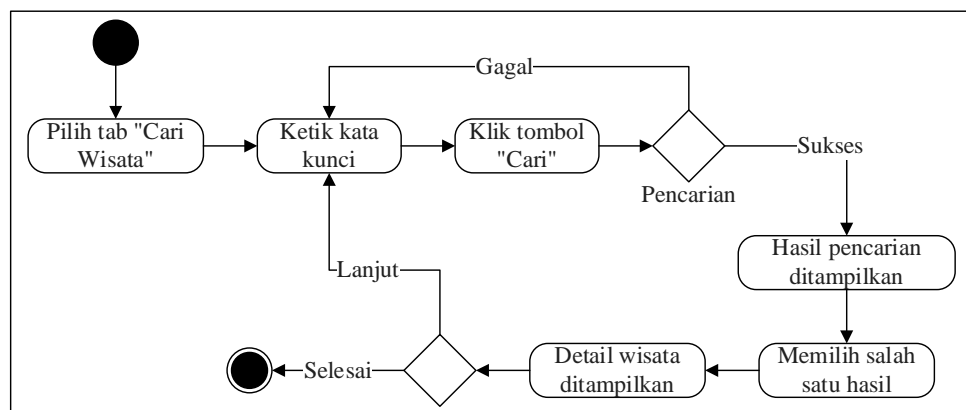 Gagal
Pilih tab "Cari
Wisata"
Ketik kata
kunci
Klik tombol
"Cari"
Sukses
Pencarian
Hasil pencarian
ditampilkan
Lanjut
Selesai
Detail wisata
ditampilkan
Memilih salah
satu hasil